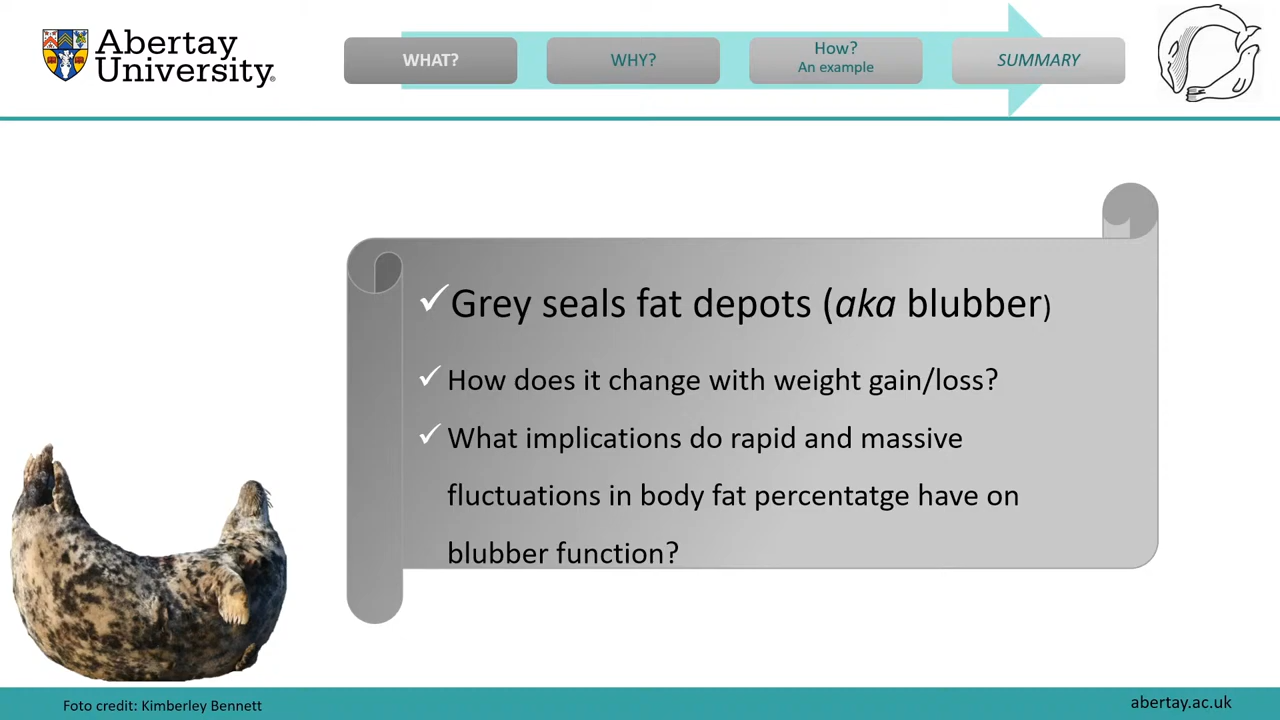 Abertay
University®
WHAT?
WHY?
How?
An example
SUMMARY
✓Grey seals fat depots (aka blubber)
✓ How does it change with weight gain/loss?
✓ What implications do rapid and massive
fluctuations in body fat percentatge have on
blubber function?
Foto credit: Kimberley Bennett
abertay.ac.uk